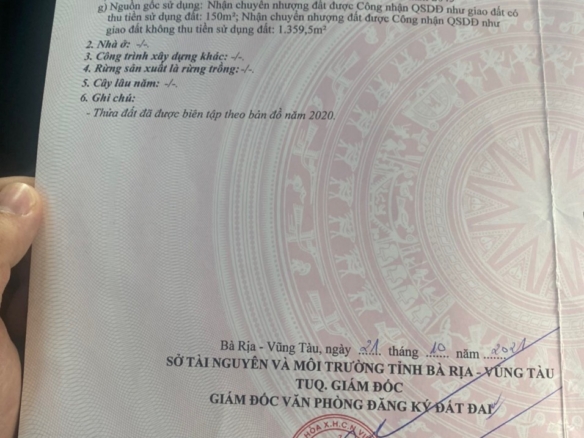 g) Nguồn gốc sử dụng: Nhận chuyển nhượng đất được Công nhận QSDĐ như giao đất có
thu tiền sử dụng đất: 150m²; Nhận chuyển nhượng đất được Công nhận QSDĐ như
giao đất không thu tiền sử dụng đất: 1.359,5m²
2. Nhà ở: -/-.
3. Công trình xây dựng khác: -/-.
4. Rừng sản xuất là rừng trồng: -/-.
5. Cây lâu năm: -/-.
6. Ghi chú:
- Thửa đất đã được biên tập theo bản đồ năm 2020.
Bà Rịa - Vũng Tàu, ngày 21 tháng 10 năm 2021
SỞ TÀI NGUYÊN VÀ MÔI TRƯỜNG TỈNH BÀ RỊA - VŨNG TÀU
TUQ. GIÁM ĐỐC
GIÁM ĐỐC VĂN PHÒNG ĐĂNG KÝ ĐẤT ĐAI
HÒA X.H.C.N VI